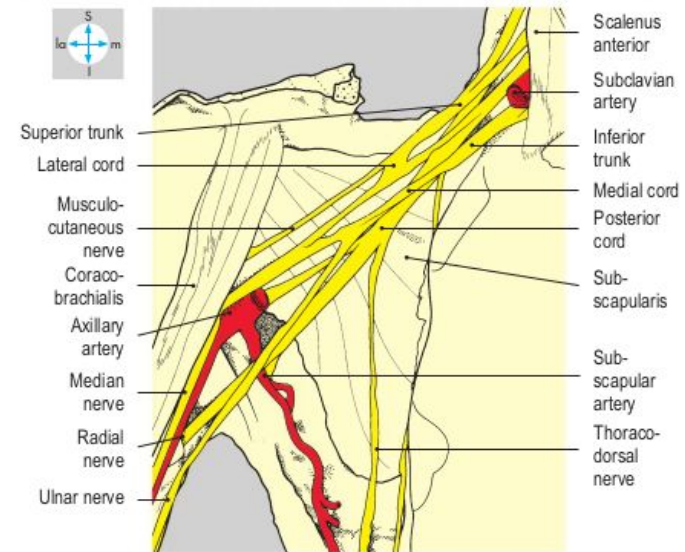 S
la
m
I
Superior trunk
Lateral cord
Musculo-
cutaneous
nerve
Coraco-
brachialis
Axillary
artery
Median
nerve
Radial
nerve
Ulnar nerve
Scalenus
anterior
Subclavian
artery
Inferior
trunk
Medial cord
Posterior
cord
Sub-
scapularis
Sub-
scapular
artery
Thoraco-
dorsal
nerve